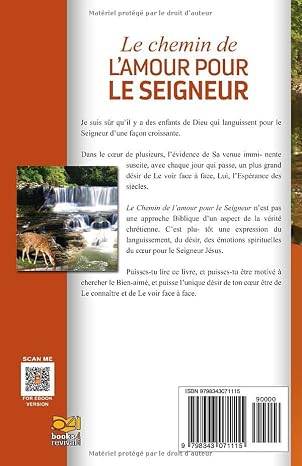 Matériel protégé par le droit d'auteur
Le chemin de
L'AMOUR POUR
LE SEIGNEUR
Je suis sûr qu'il y a des enfants de Dieu qui languissent pour le
Seigneur d'une façon croissante.
Dans le cœur de plusieurs, l'évidence de Sa venue immi- nente
suscite, avec chaque jour qui passe, un plus grand
désir de Le voir face à face, Lui, l'Espérance des
siècles.
Le Chemin de l'amour pour le Seigneur n'est pas
une approche Biblique d'un aspect de la vérité
chrétienne. C'est plu- tôt une expression du
languissement, du désir, des émotions spirituelles
du cœur pour le Seigneur Jésus.
Puisses-tu lire ce livre, et puisses-tu être motivé à
chercher le Bien-aimé, et puisse l'unique désir de ton cœur être de
Le connaître et de Le voir face à face.
SCAN ME
FOR EBOOK
VERSION
books4
revival
ISBN 9798343071115
90000
9 798343 071115
Matériel protégé par le droit d'auteur